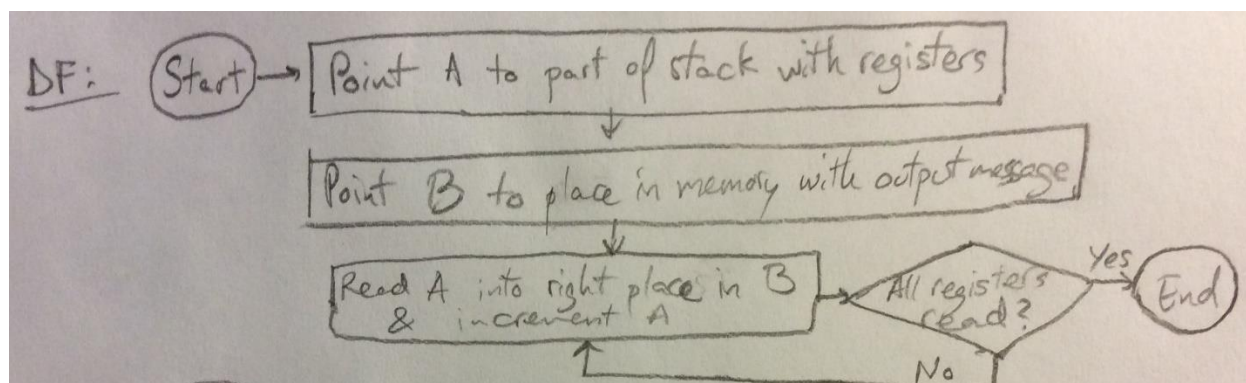 DF:
Start
Point A to part of stack with registers
Point B to place in memory with output message
Read A into right place in B
& increment A
All registers
read?
Yes
End
No